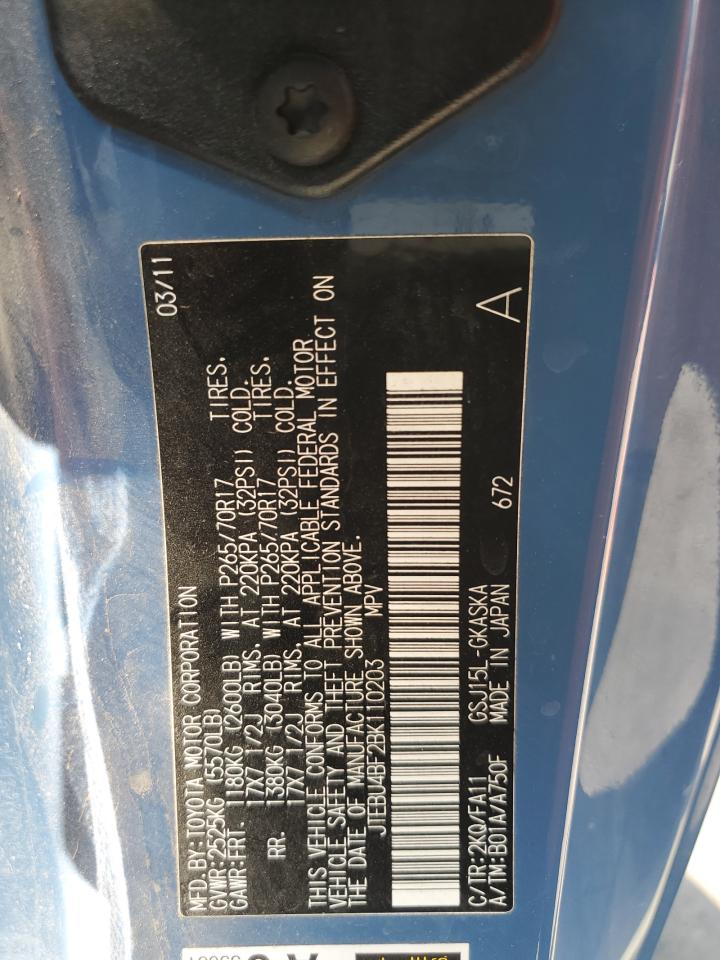 MFD.BY:TOYOTA MOTOR CORPORATION 03/11
GVWR:2525KG (5570LB)
GAWR:FRT. 1180KG (2600LB) WITH P265/70R17 TIRES.
17X7 1/2J RIMS. AT 220KPA (32PSI) COLD.
RR. 1380KG (3040LB) WITH P265/70R17 TIRES.
17X7 1/2J RIMS. AT 220KPA (32PSI) COLD.
THIS VEHICLE CONFORMS TO ALL APPLICABLE FEDERAL MOTOR
VEHICLE SAFETY AND THEFT PREVENTION STANDARDS IN EFFECT ON
THE DATE OF MANUFACTURE SHOWN ABOVE.
JTEBU4BF2BK110203 MPV
C/TR:2KQ/FA11 GSJ15L-GKASKA
A/TM:B01A/A750F MADE IN JAPAN 672 A